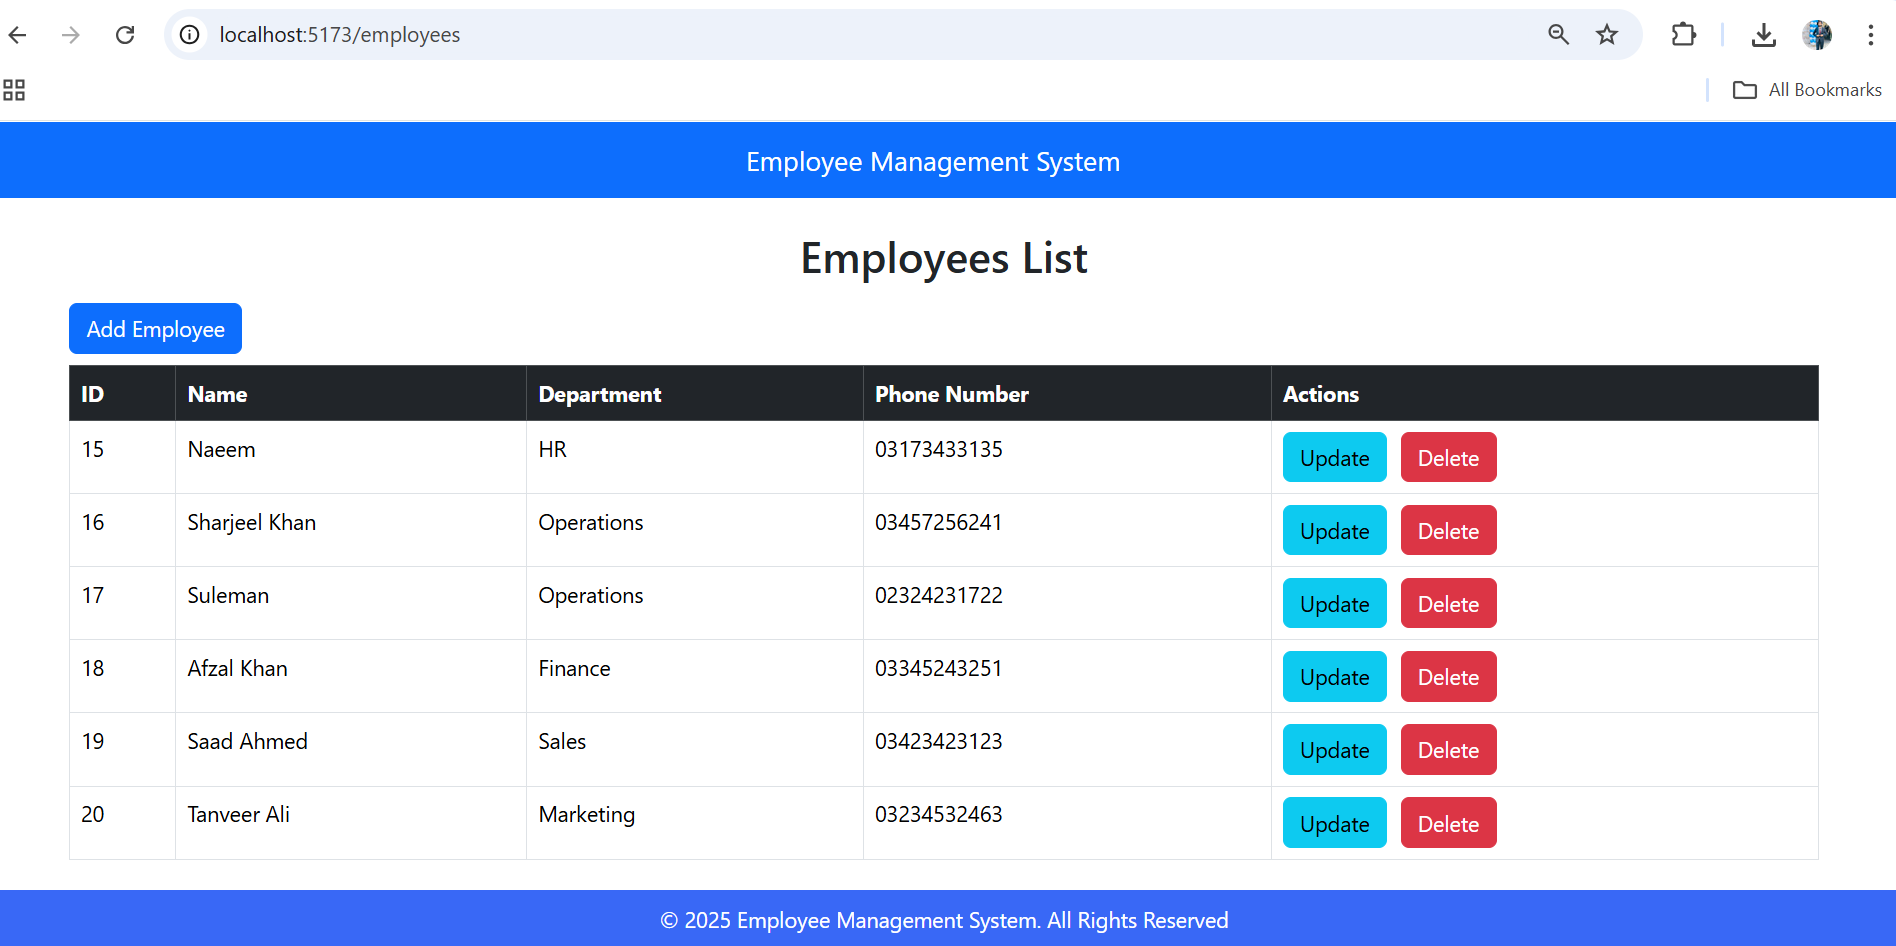 localhost:5173/employees
All Bookmarks
Employee Management System
Employees List
Add Employee
ID Name Department Phone Number Actions
15 Naeem HR 03173433135 Update Delete
16 Sharjeel Khan Operations 03457256241 Update Delete
17 Suleman Operations 02324231722 Update Delete
18 Afzal Khan Finance 03345243251 Update Delete
19 Saad Ahmed Sales 03423423123 Update Delete
20 Tanveer Ali Marketing 03234532463 Update Delete
© 2025 Employee Management System. All Rights Reserved